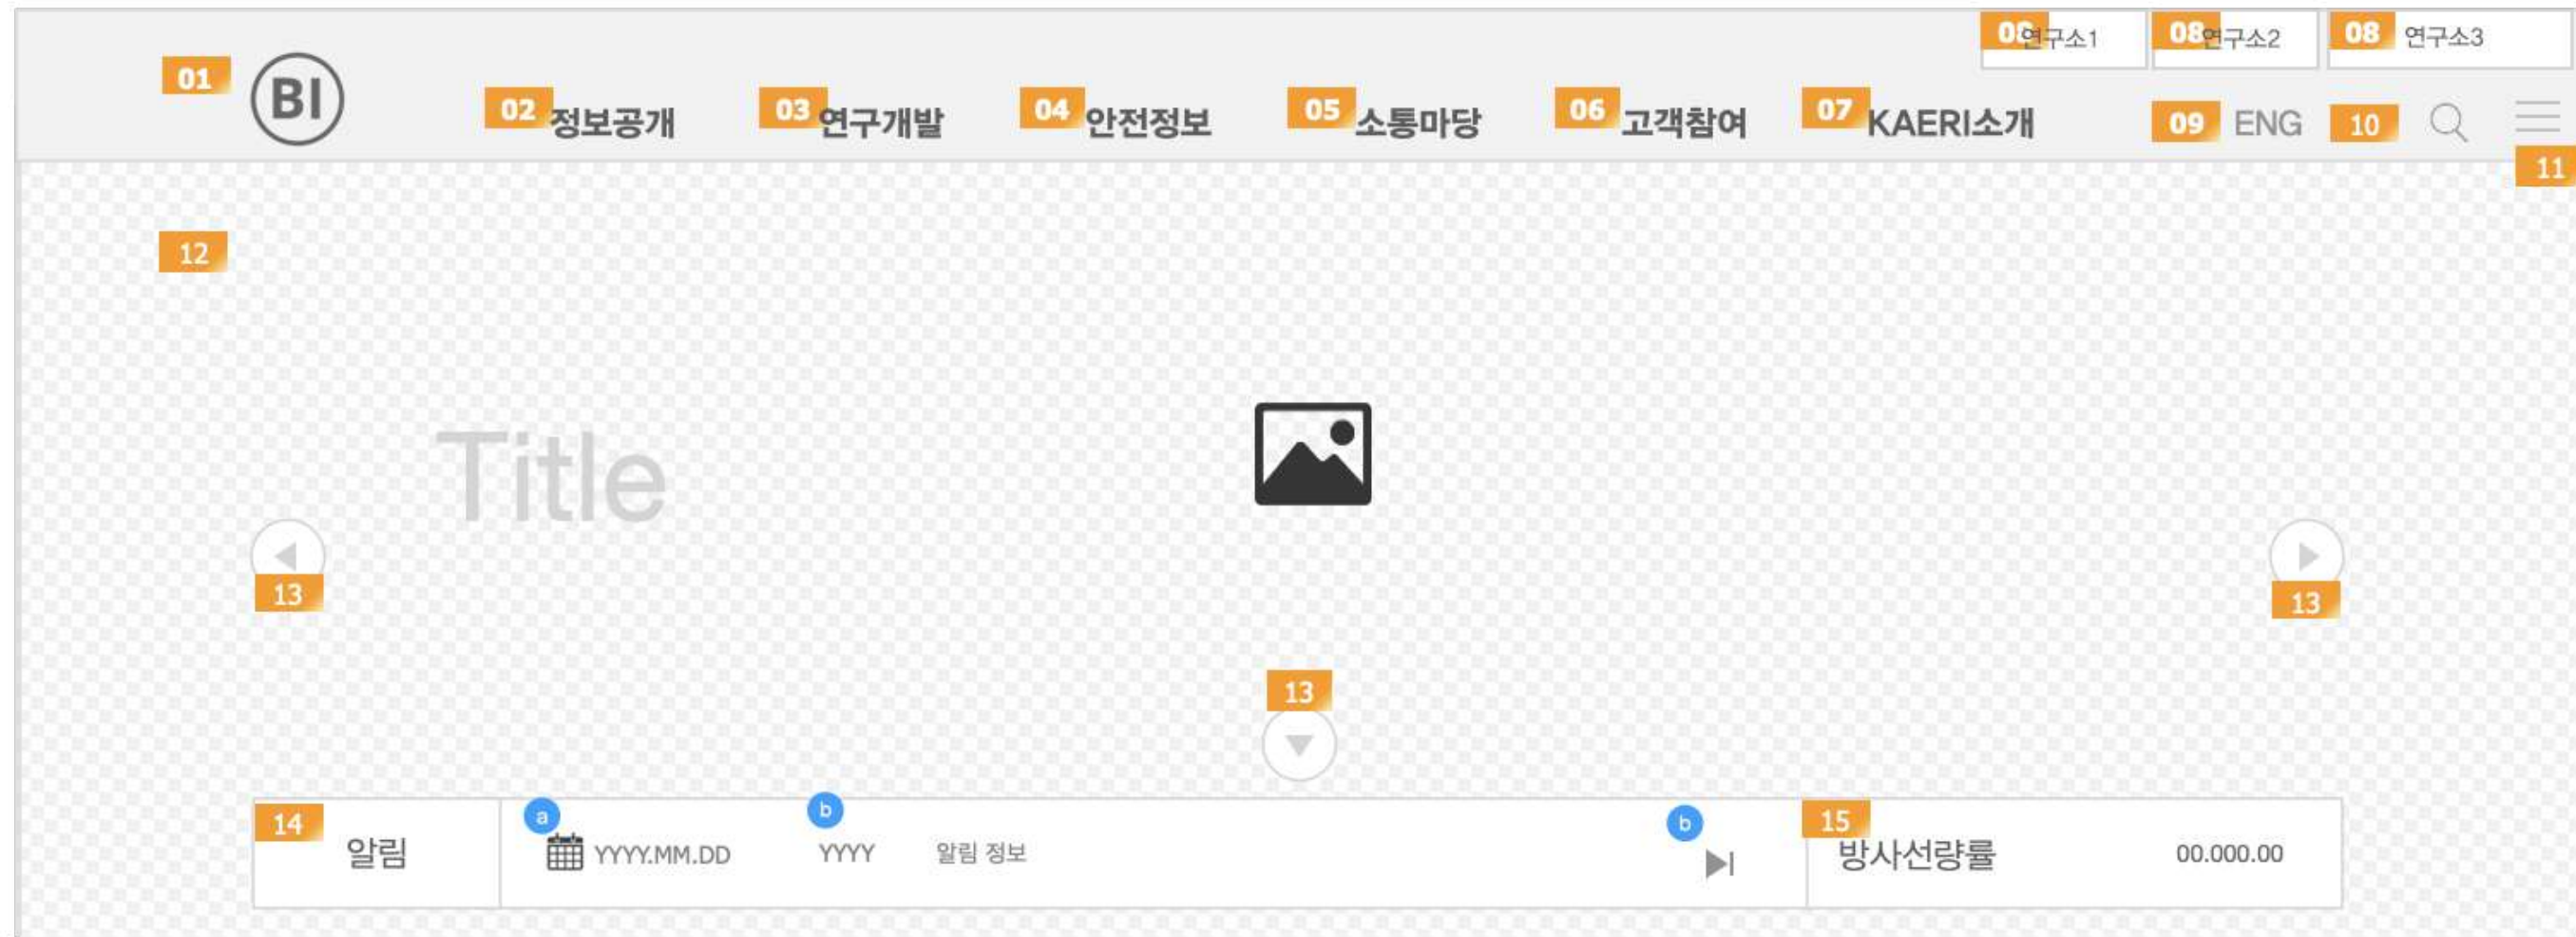 08 연구소1 08 연구소2 08 연구소3
01 BI 02 정보공개 03 연구개발 04 안전정보 05 소통마당 06 고객참여 07 KAERI소개 09 ENG 10
11
12
Title
13 13
13
14 알림 a YYYY.MM.DD b YYYY 알림 정보 b 15 방사선량률 00.000.00